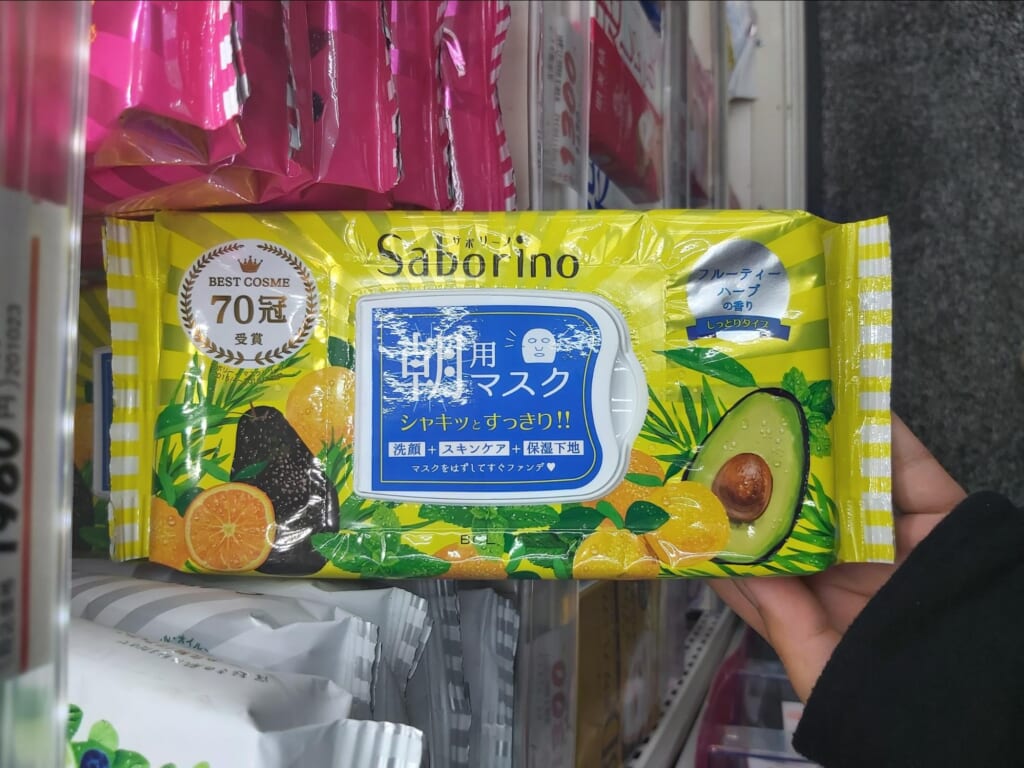 サボリーノ
Saborino
BEST COSME
70冠
受賞
フルーティー
ハーブ
の香り
しっとりタイプ
朝用
マスク
シャキッとすっきり!!
洗顔+スキンケア+保湿下地
マスクをはずしてすぐファンデ♥
BCL
1980
円)
2201023